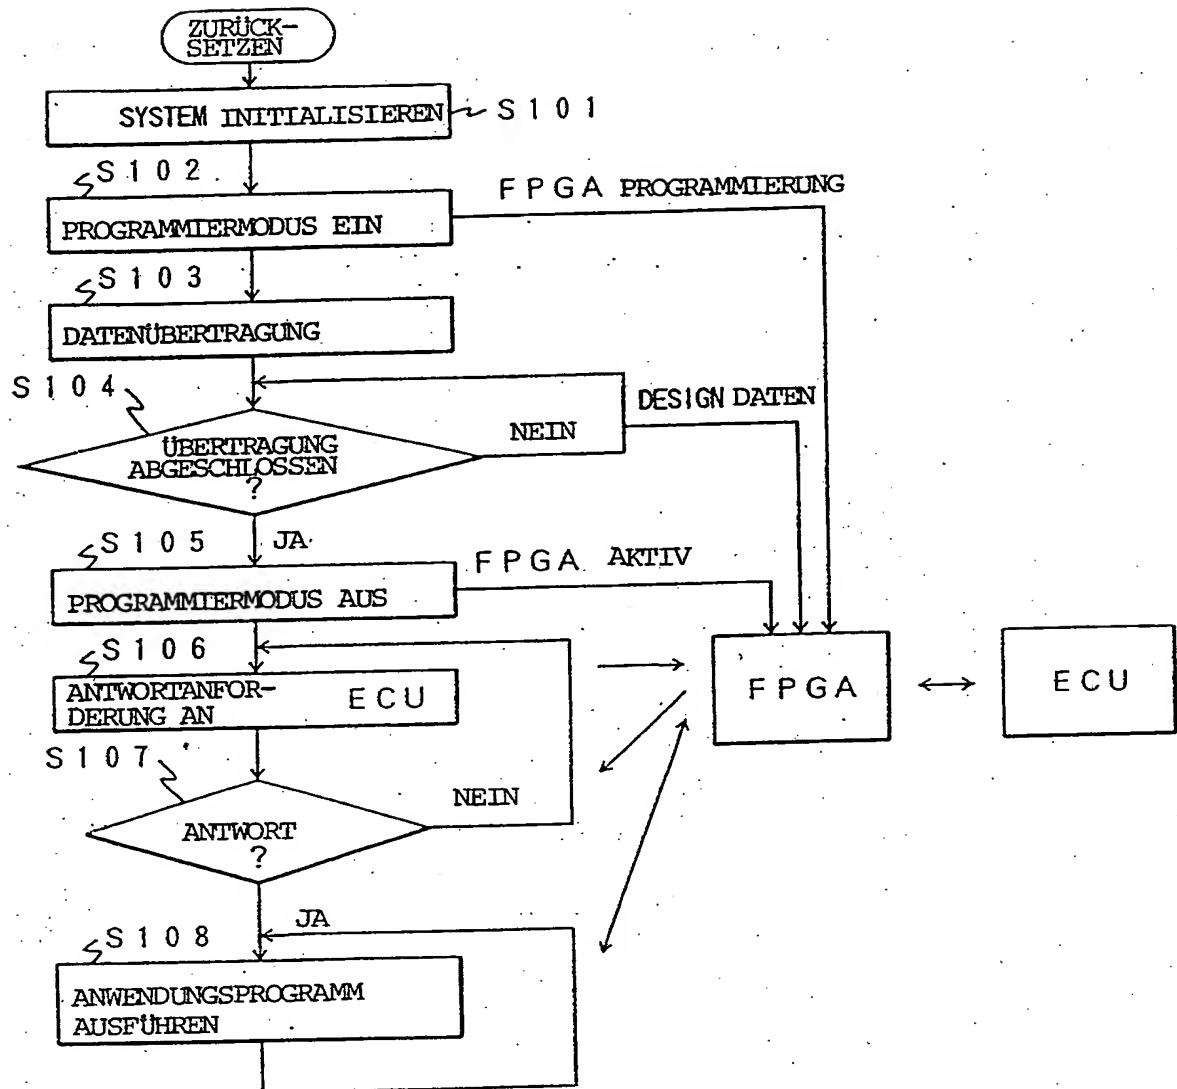 ZURÜCK-
SETZEN
SYSTEM INITIALISIEREN
S101
S102
FPGA PROGRAMMIERUNG
PROGRAMMIERMODUS EIN
S103
DATENÜBERTRAGUNG
S104
DESIGN DATEN
NEIN
ÜBERTRAGUNG
ABGESCHLOSSEN
?
S105
JA
FPGA AKTIV
PROGRAMMIERMODUS AUS
S106
ANTWORTANFOR-
DERUNG AN ECU
FPGA
ECU
S107
NEIN
ANTWORT
?
JA
S108
ANWENDUNGSPROGRAMM
AUSFÜHREN